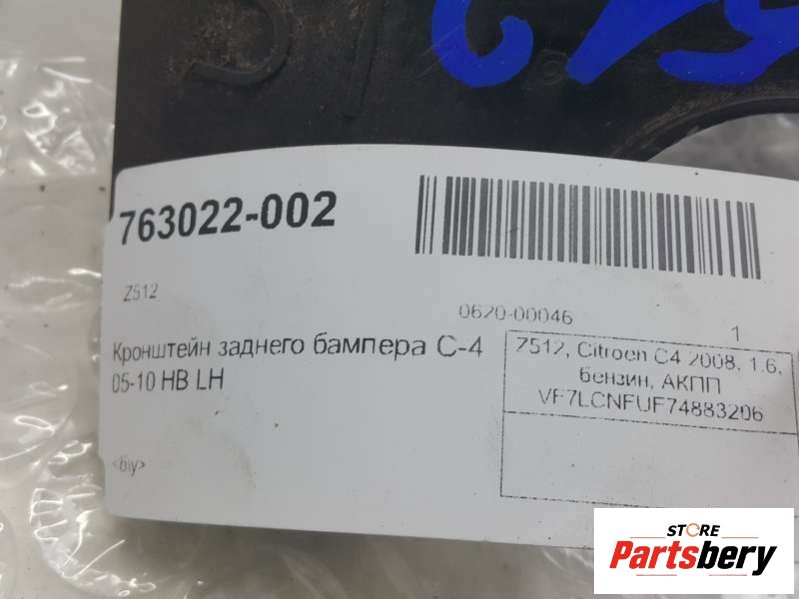 763022-002
Z512
0620-00046
1
Кронштейн заднего бампера С-4
05-10 HB LH
Z512, Citroen C4 2008, 1.6,
бензин, АКПП
VF7LCNFUF74883206
<б/у>
STORE
Partsbery